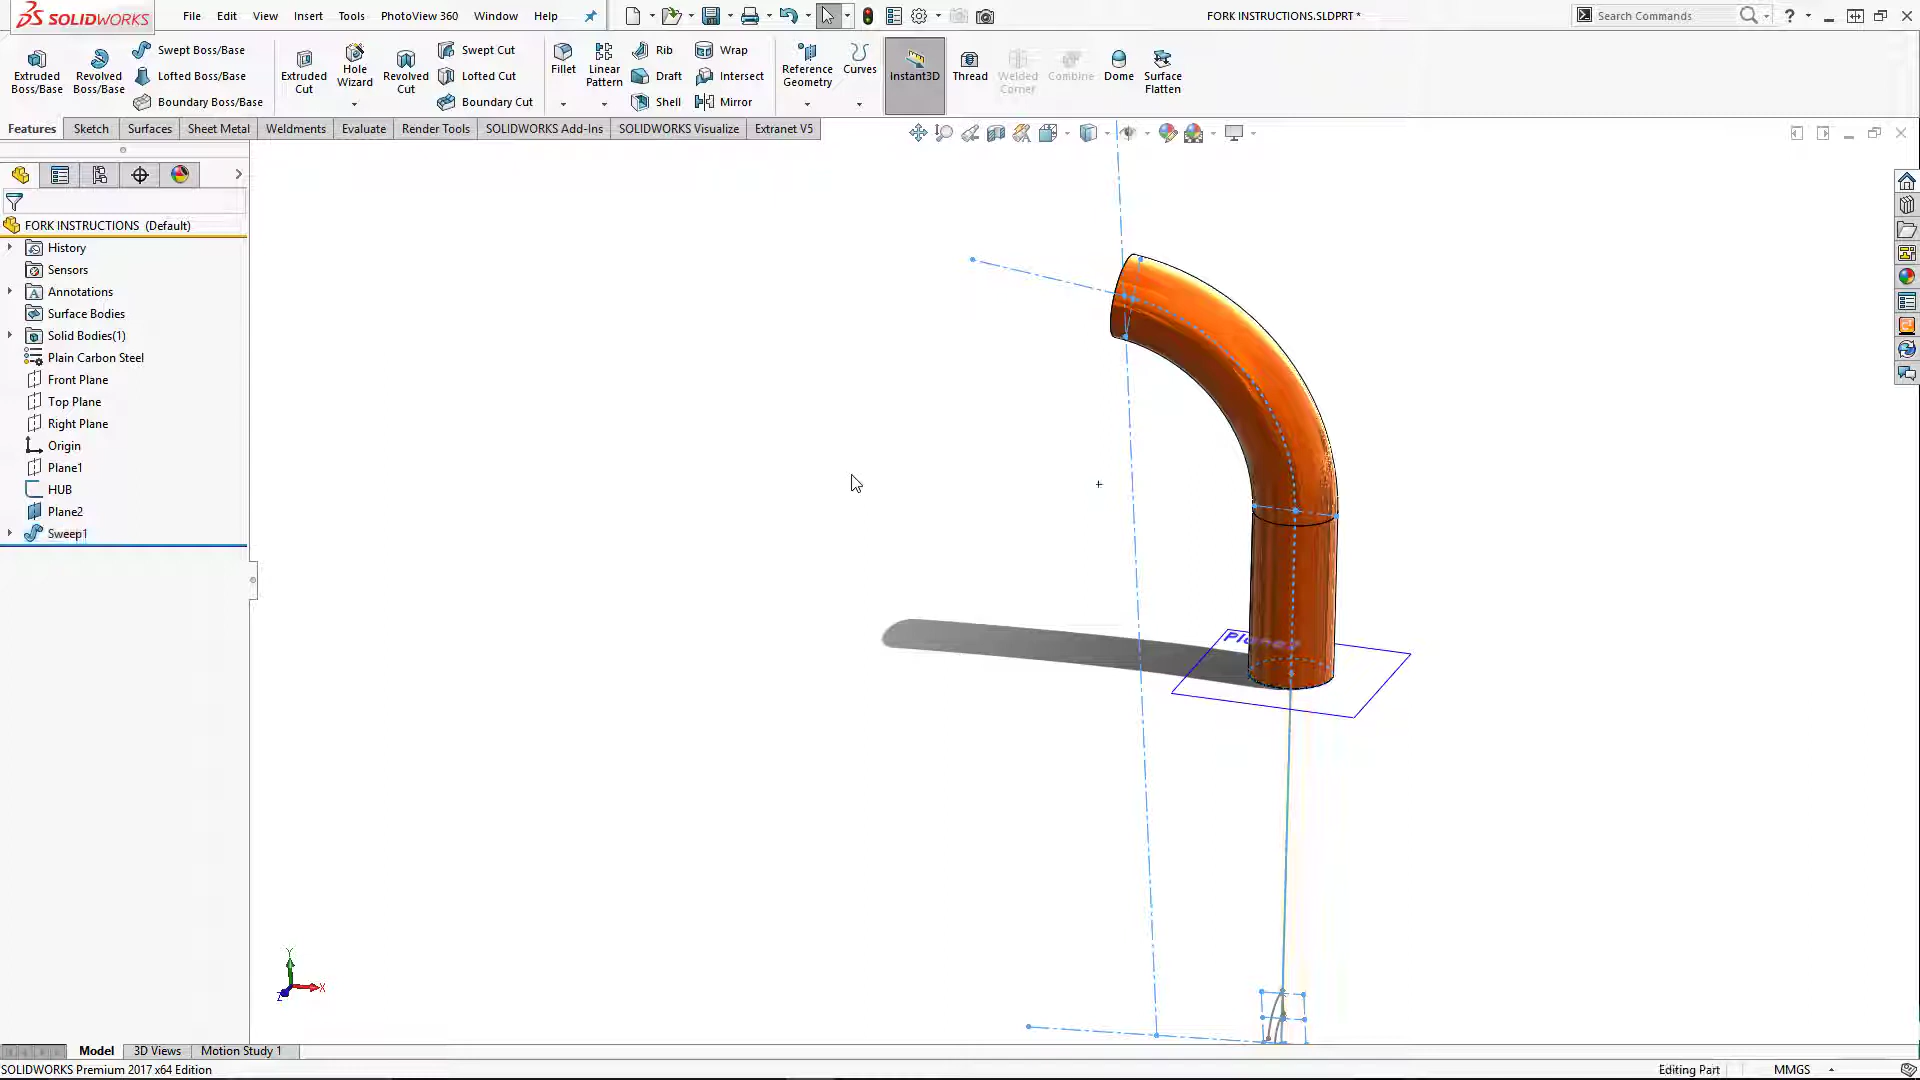 SOLIDWORKS
File Edit View Insert Tools PhotoView 360 Window Help
FORK INSTRUCTIONS.SLDPRT *
Search Commands
?
Extruded Boss/Base
Revolved Boss/Base
Swept Boss/Base
Lofted Boss/Base
Boundary Boss/Base
Extruded Cut
Hole Wizard
Revolved Cut
Swept Cut
Lofted Cut
Boundary Cut
Fillet
Linear Pattern
Rib
Draft
Shell
Wrap
Intersect
Mirror
Reference Geometry
Curves
Instant3D
Thread
Welded Corner
Combine
Dome
Surface Flatten
Features Sketch Surfaces Sheet Metal Weldments Evaluate Render Tools SOLIDWORKS Add-Ins SOLIDWORKS Visualize Extranet V5
FORK INSTRUCTIONS (Default)
History
Sensors
Annotations
Surface Bodies
Solid Bodies(1)
Plain Carbon Steel
Front Plane
Top Plane
Right Plane
Origin
Plane1
HUB
Plane2
Sweep1
Plane2
Y
X
Z
Model 3D Views Motion Study 1
SOLIDWORKS Premium 2017 x64 Edition
Editing Part
MMGS